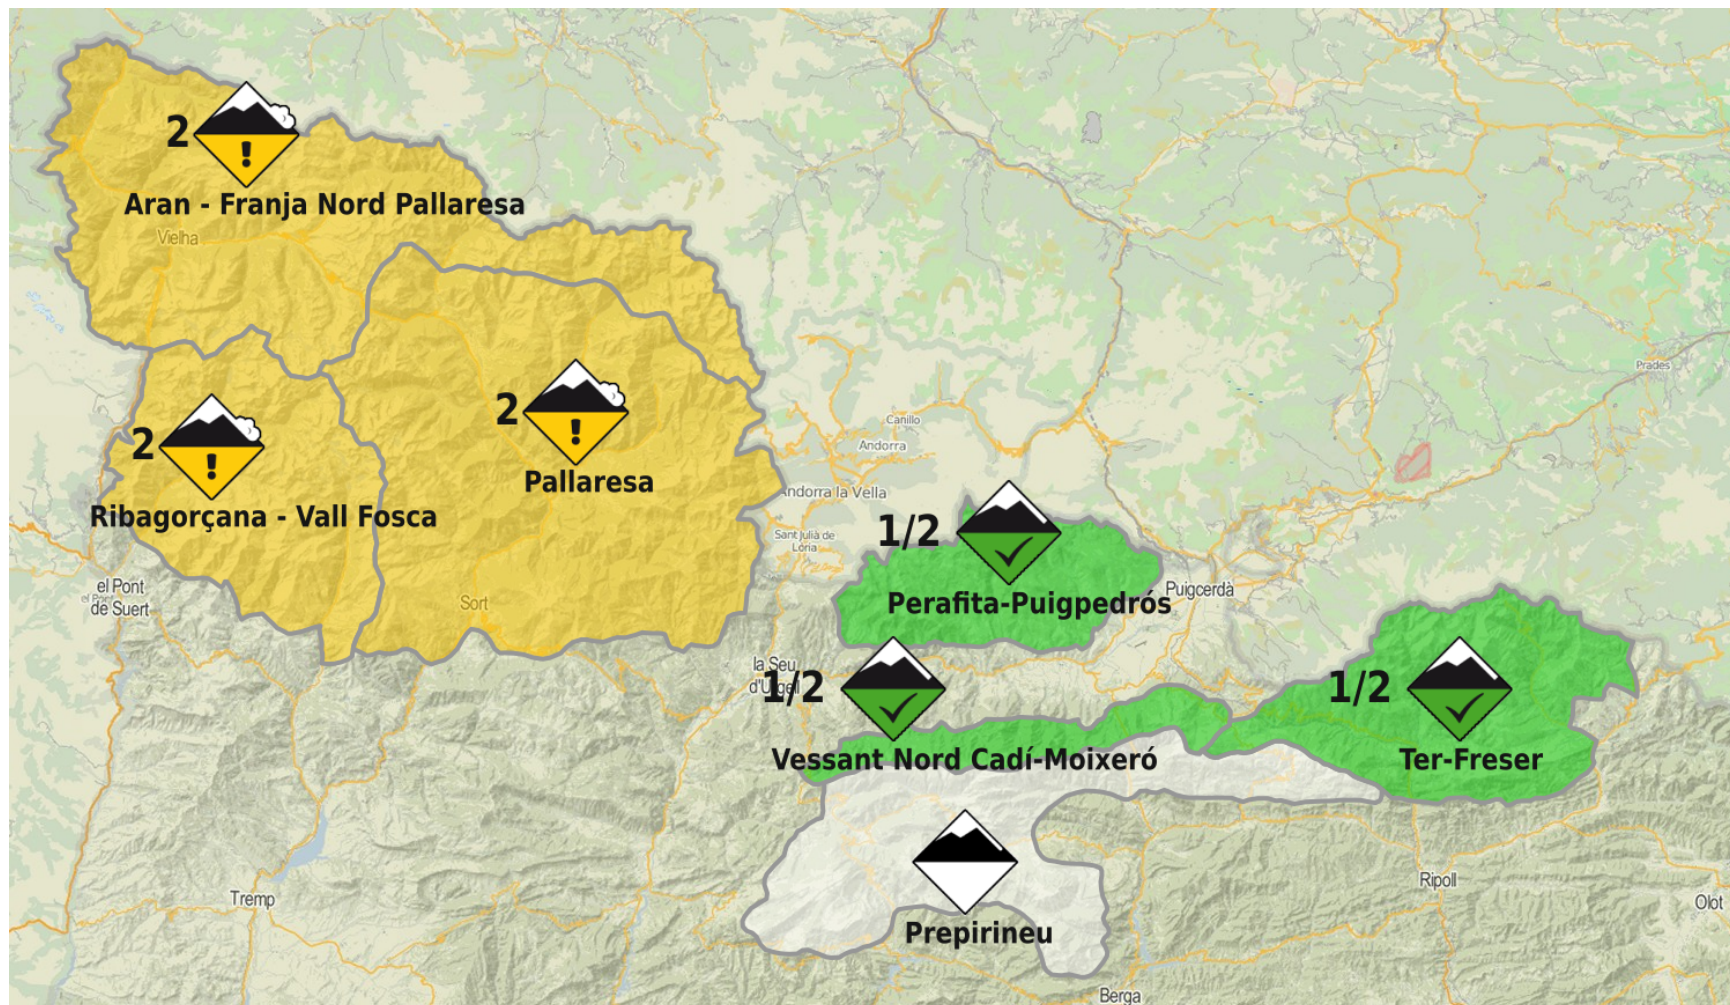 2
!
Aran - Franja Nord Pallaresa
Vielha
Prades
2
!
Pallaresa
Canillo
Andorra
2
!
Ribagorçana - Vall Fosca
Andorra la Vella
1/2
Sant Julià de
Lòria
el Pont
de Suert
Sort
Perafita-Puigpedrós
Puigcerdà
la Seu
d'Urgell
1/2
1/2
Vessant Nord Cadí-Moixeró
Ter-Freser
Prepirineu
Tremp
Ripoll
Olot
Berga